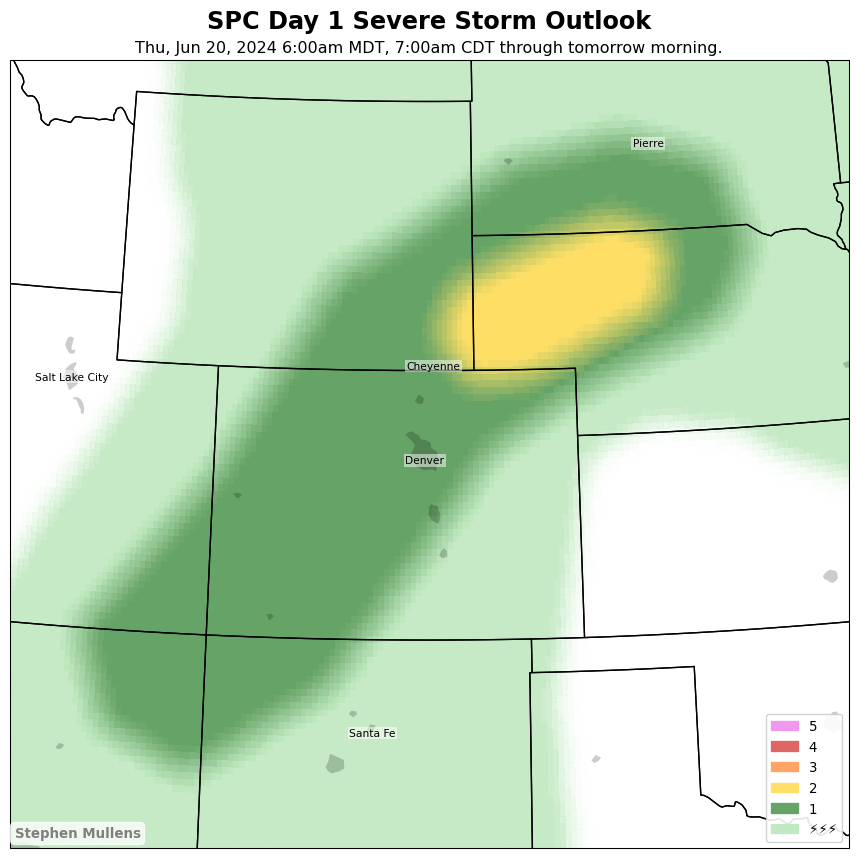 SPC Day 1 Severe Storm Outlook
Thu, Jun 20, 2024 6:00am MDT, 7:00am CDT through tomorrow morning.
Pierre
Cheyenne
Salt Lake City
Denver
Santa Fe
5
4
3
2
1
⚡⚡⚡
Stephen Mullens